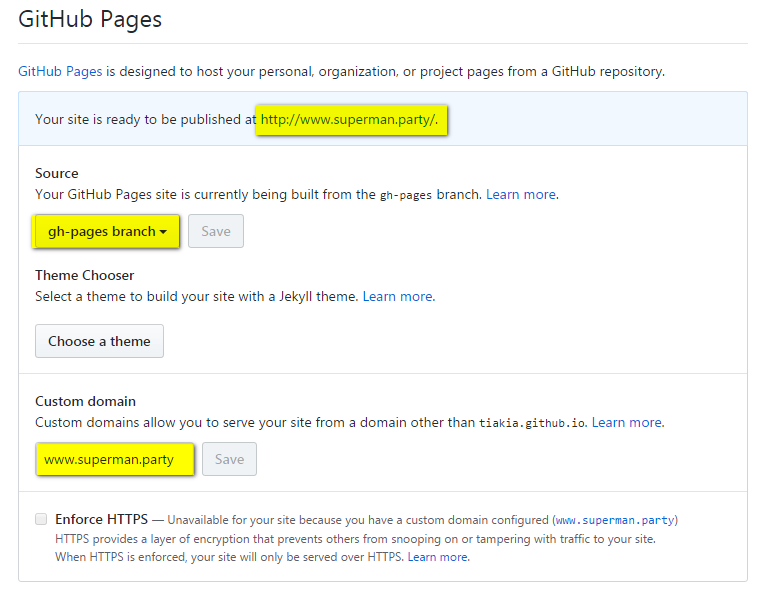 GitHub Pages
GitHub Pages is designed to host your personal, organization, or project pages from a GitHub repository.
Your site is ready to be published at http://www.superman.party/.
Source
Your GitHub Pages site is currently being built from the gh-pages branch. Learn more.
gh-pages branch Save
Theme Chooser
Select a theme to build your site with a Jekyll theme. Learn more.
Choose a theme
Custom domain
Custom domains allow you to serve your site from a domain other than tiakia.github.io. Learn more.
www.superman.party Save
Enforce HTTPS — Unavailable for your site because you have a custom domain configured (www.superman.party)
HTTPS provides a layer of encryption that prevents others from snooping on or tampering with traffic to your site.
When HTTPS is enforced, your site will only be served over HTTPS. Learn more.